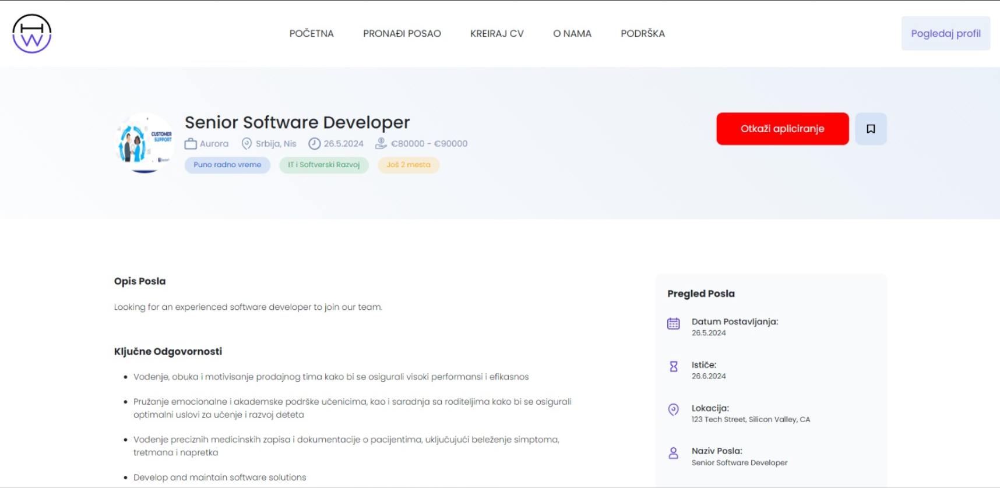 HW
POČETNA PRONAĐI POSAO KREIRAJ CV O NAMA PODRŠKA Pogledaj profil
CUSTOMER
SUPPORT
Senior Software Developer
Aurora Srbija, Nis 26.5.2024 €80000 - €90000
Puno radno vreme IT i Softverski Razvoj Još 2 mesta
Otkaži apliciranje
Opis Posla
Looking for an experienced software developer to join our team.
Ključne Odgovornosti
• Vođenje, obuka i motivisanje prodajnog tima kako bi se osigurali visoki performansi i efikasnos
• Pružanje emocionalne i akademske podrške učenicima, kao i saradnja sa roditeljima kako bi se osigurali
optimalni uslovi za učenje i razvoj deteta
• Vođenje preciznih medicinskih zapisa i dokumentacije o pacijentima, uključujući beleženje simptoma,
tretmana i napretka
• Develop and maintain software solutions
Pregled Posla
Datum Postavljanja:
26.5.2024
Ističe:
26.6.2024
Lokacija:
123 Tech Street, Silicon Valley, CA
Naziv Posla:
Senior Software Developer